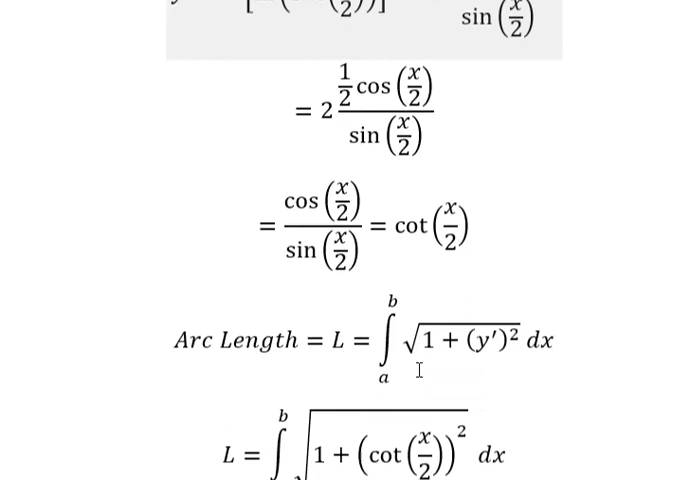 sin (x/2)
= 2 (1/2 cos (x/2)) / (sin (x/2))
= cos (x/2) / sin (x/2) = cot (x/2)
Arc Length = L = ∫_a^b √(1 + (y′)²) dx
L = ∫^b √(1 + (cot (x/2))²) dx